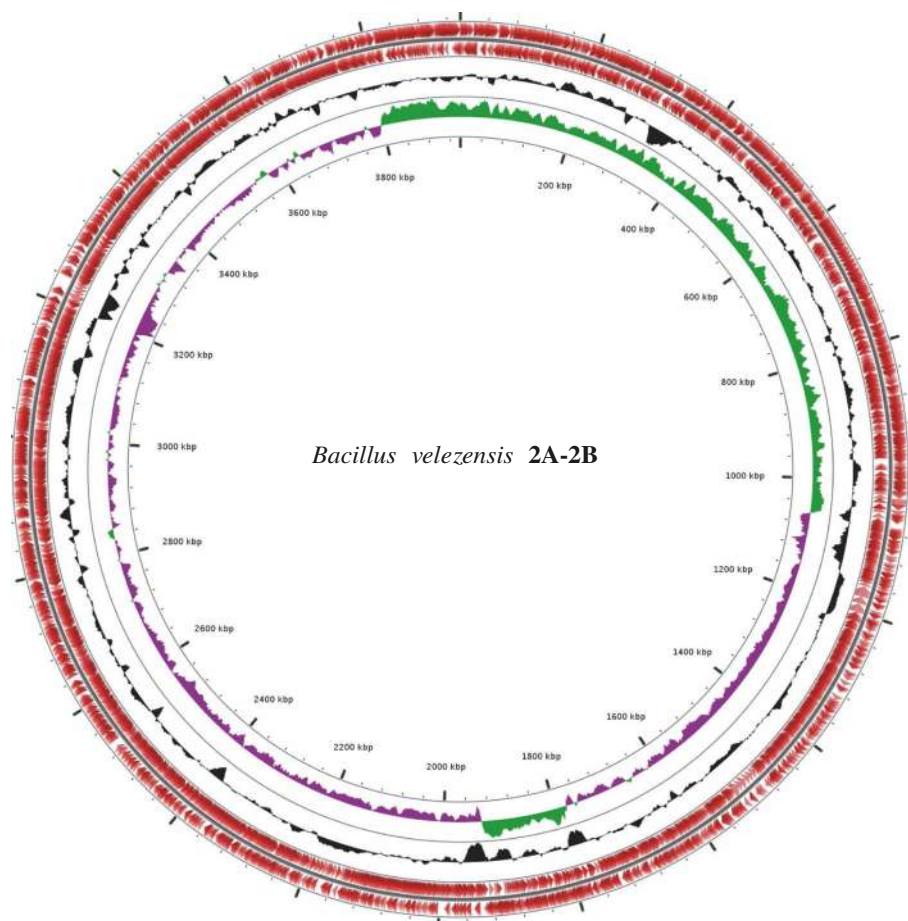 3800 kbp
200 kbp
3600 kbp
400 kbp
3400 kbp
600 kbp
3200 kbp
800 kbp
3000 kbp
Bacillus velezensis 2A-2B
1000 kbp
2800 kbp
1200 kbp
2600 kbp
1400 kbp
2400 kbp
1600 kbp
2200 kbp
1800 kbp
2000 kbp